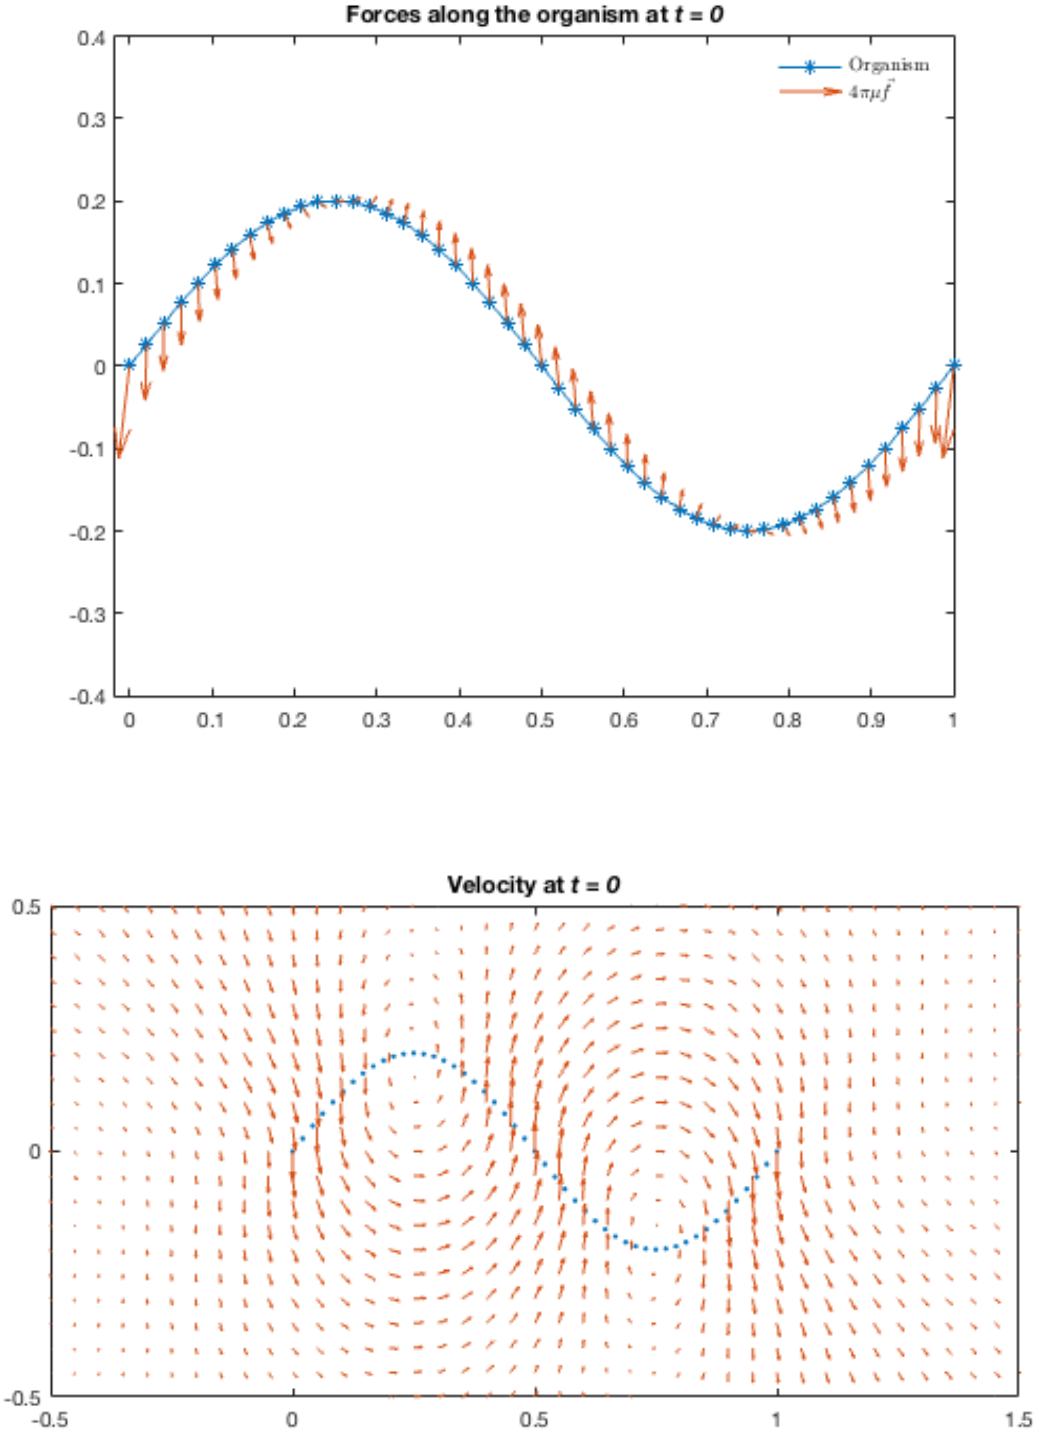 Forces along the organism at t = 0
0.4
Organism
4πμf⃗
0.3
0.2
0.1
0
-0.1
-0.2
-0.3
-0.4
0 0.1 0.2 0.3 0.4 0.5 0.6 0.7 0.8 0.9 1
Velocity at t = 0
0.5
0
-0.5
-0.5 0 0.5 1 1.5